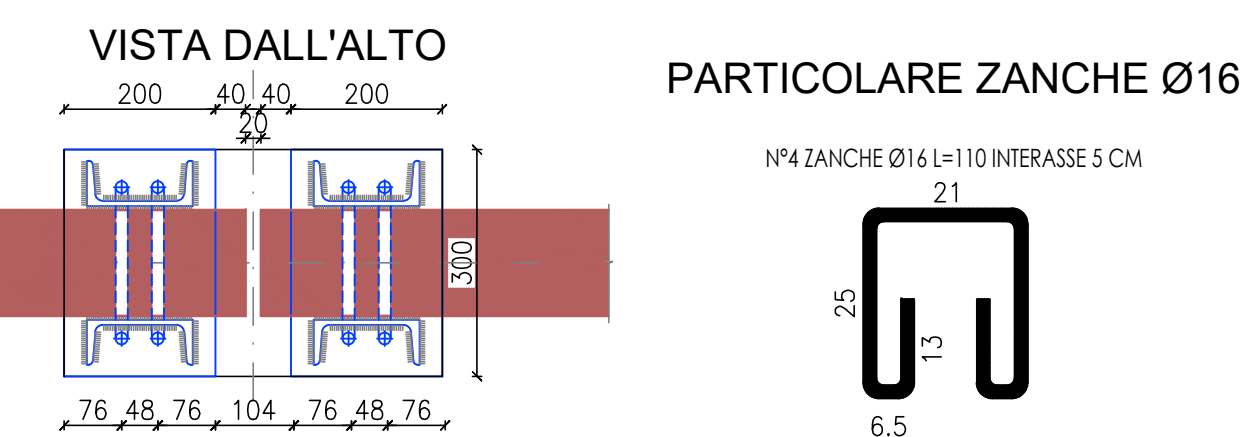 VISTA DALL'ALTO
200 40 40 200
20
300
76 48 76 104 76 48 76
PARTICOLARE ZANCHE Ø16
N°4 ZANCHE Ø16 L=110 INTERASSE 5 CM
21
25
13
6.5